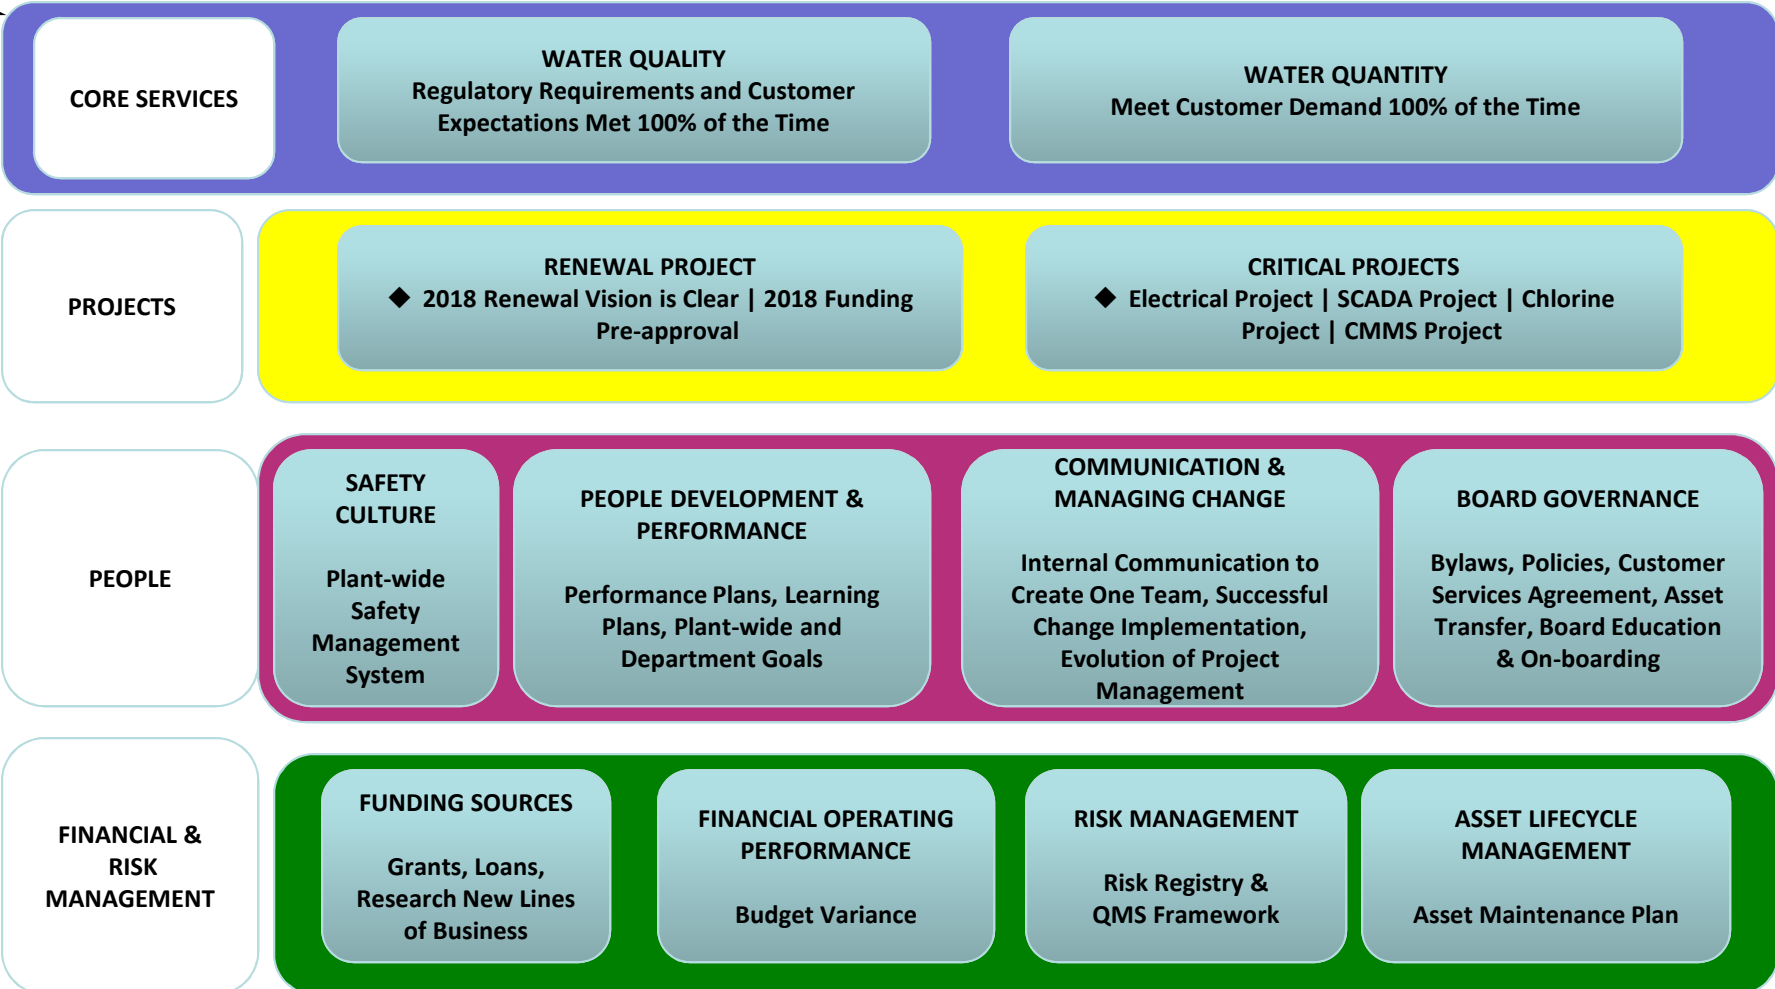 CORE SERVICES
WATER QUALITY
Regulatory Requirements and Customer
Expectations Met 100% of the Time
WATER QUANTITY
Meet Customer Demand 100% of the Time
PROJECTS
RENEWAL PROJECT
◆ 2018 Renewal Vision is Clear | 2018 Funding
Pre-approval
CRITICAL PROJECTS
◆ Electrical Project | SCADA Project | Chlorine
Project | CMMS Project
PEOPLE
SAFETY
CULTURE
Plant-wide
Safety
Management
System
PEOPLE DEVELOPMENT &
PERFORMANCE
Performance Plans, Learning
Plans, Plant-wide and
Department Goals
COMMUNICATION &
MANAGING CHANGE
Internal Communication to
Create One Team, Successful
Change Implementation,
Evolution of Project
Management
BOARD GOVERNANCE
Bylaws, Policies, Customer
Services Agreement, Asset
Transfer, Board Education
& On-boarding
FINANCIAL &
RISK
MANAGEMENT
FUNDING SOURCES
Grants, Loans,
Research New Lines
of Business
FINANCIAL OPERATING
PERFORMANCE
Budget Variance
RISK MANAGEMENT
Risk Registry &
QMS Framework
ASSET LIFECYCLE
MANAGEMENT
Asset Maintenance Plan